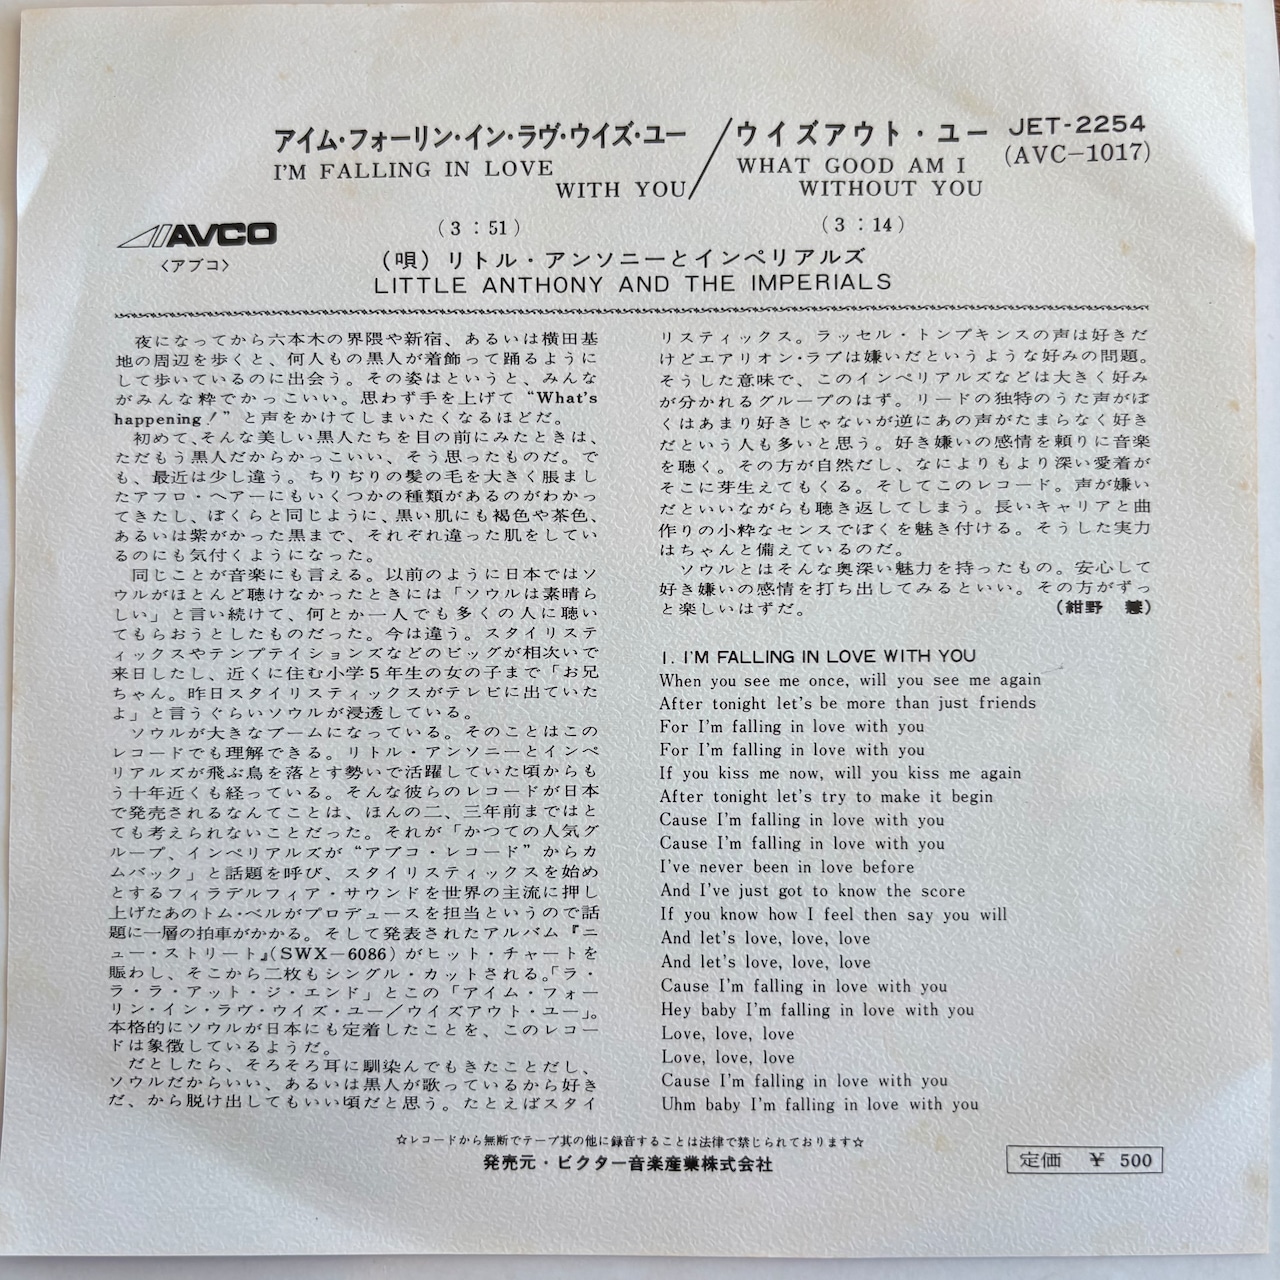 アイム・フォーリン・イン・ラヴ・ウイズ・ユー／ウイズアウト・ユー
I'M FALLING IN LOVE
WITH YOU
WHAT GOOD AM I
WITHOUT YOU
JET-2254
(AVC-1017)
(3：51)
(3：14)
AVCO
〈アブコ〉
(唄) リトル・アンソニーとインペリアルズ
LITTLE ANTHONY AND THE IMPERIALS
夜になってから六本木の界隈や新宿、あるいは横田基
地の周辺を歩くと、何人もの黒人が着飾って踊るように
して歩いているのに出会う。その姿はというと、みんな
がみんな粋でかっこいい。思わず手を上げて“What's
happening！”と声をかけてしまいたくなるほどだ。
初めて、そんな美しい黒人たちを目の前にみたときは、
ただもう黒人だからかっこいい、そう思ったものだ。で
も、最近は少し違う。ちりぢりの髪の毛を大きく脹まし
たアフロ・ヘアーにもいくつかの種類があるのがわかっ
てきたし、ぼくらと同じように、黒い肌にも褐色や茶色、
あるいは紫がかった黒まで、それぞれ違った肌をしてい
るのにも気付くようになった。
同じことが音楽にも言える。以前のように日本ではソ
ウルがほとんど聴けなかったときには「ソウルは素晴ら
しい」と言い続けて、何とか一人でも多くの人に聴い
てもらおうとしたものだった。今は違う。スタイリステ
ィックスやテンプテイションズなどのビッグが相次いで
来日したし、近くに住む小学5年生の女の子まで「お兄
ちゃん。昨日スタイリスティックスがテレビに出ていた
よ」と言うぐらいソウルが浸透している。
ソウルが大きなブームになっている。そのことはこの
レコードでも理解できる。リトル・アンソニーとインペ
リアルズが飛ぶ鳥を落とす勢いで活躍していた頃からも
う十年近くも経っている。そんな彼らのレコードが日本
で発売されるなんてことは、ほんの二、三年前まではと
ても考えられないことだった。それが「かつての人気グ
ループ、インペリアルズが“アブコ・レコード”からカ
ムバック」と話題を呼び、スタイリスティックスを始め
とするフィラデルフィア・サウンドを世界の主流に押し
上げたあのトム・ベルがプロデュースを担当というので話
題に一層の拍車がかかる。そして発表されたアルバム『ニ
ュー・ストリート』(SWX-6086)がヒット・チャートを
賑わし、そこから二枚もシングル・カットされる。「ラ・
ラ・ラ・アット・ジ・エンド」とこの「アイム・フォー
リン・イン・ラヴ・ウイズ・ユー／ウイズアウト・ユー」。
本格的にソウルが日本にも定着したことを、このレコー
ドは象徴しているようだ。
だとしたら、そろそろ耳に馴染んでもきたことだし、
ソウルだからいい、あるいは黒人が歌っているから好き
だ、から脱け出してもいい頃だと思う。たとえばスタイ
リスティックス。ラッセル・トンプキンスの声は好きだ
けどエアリオン・ラブは嫌いだというような好みの問題。
そうした意味で、このインペリアルズなどは大きく好み
が分かれるグループのはず。リードの独特のうた声がぼ
くはあまり好きじゃないが逆にあの声がたまらなく好き
だという人も多いと思う。好き嫌いの感情を頼りに音楽
を聴く。その方が自然だし、なによりもより深い愛着が
そこに芽生えてもくる。そしてこのレコード。声が嫌い
だといいながらも聴き返してしまう。長いキャリアと曲
作りの小粋なセンスでぼくを魅き付ける。そうした実力
はちゃんと備えているのだ。
ソウルとはそんな奥深い魅力を持ったもの。安心して
好き嫌いの感情を打ち出してみるといい。その方がずっ
と楽しいはずだ。
(紺野 慧)
1. I'M FALLING IN LOVE WITH YOU
When you see me once, will you see me again
After tonight let's be more than just friends
For I'm falling in love with you
For I'm falling in love with you
If you kiss me now, will you kiss me again
After tonight let's try to make it begin
Cause I'm falling in love with you
Cause I'm falling in love with you
I've never been in love before
And I've just got to know the score
If you know how I feel then say you will
And let's love, love, love
And let's love, love, love
Cause I'm falling in love with you
Hey baby I'm falling in love with you
Love, love, love
Love, love, love
Cause I'm falling in love with you
Uhm baby I'm falling in love with you
☆レコードから無断でテープ其の他に録音することは法律で禁じられております☆
発売元・ビクター音楽産業株式会社
定価 ￥ 500